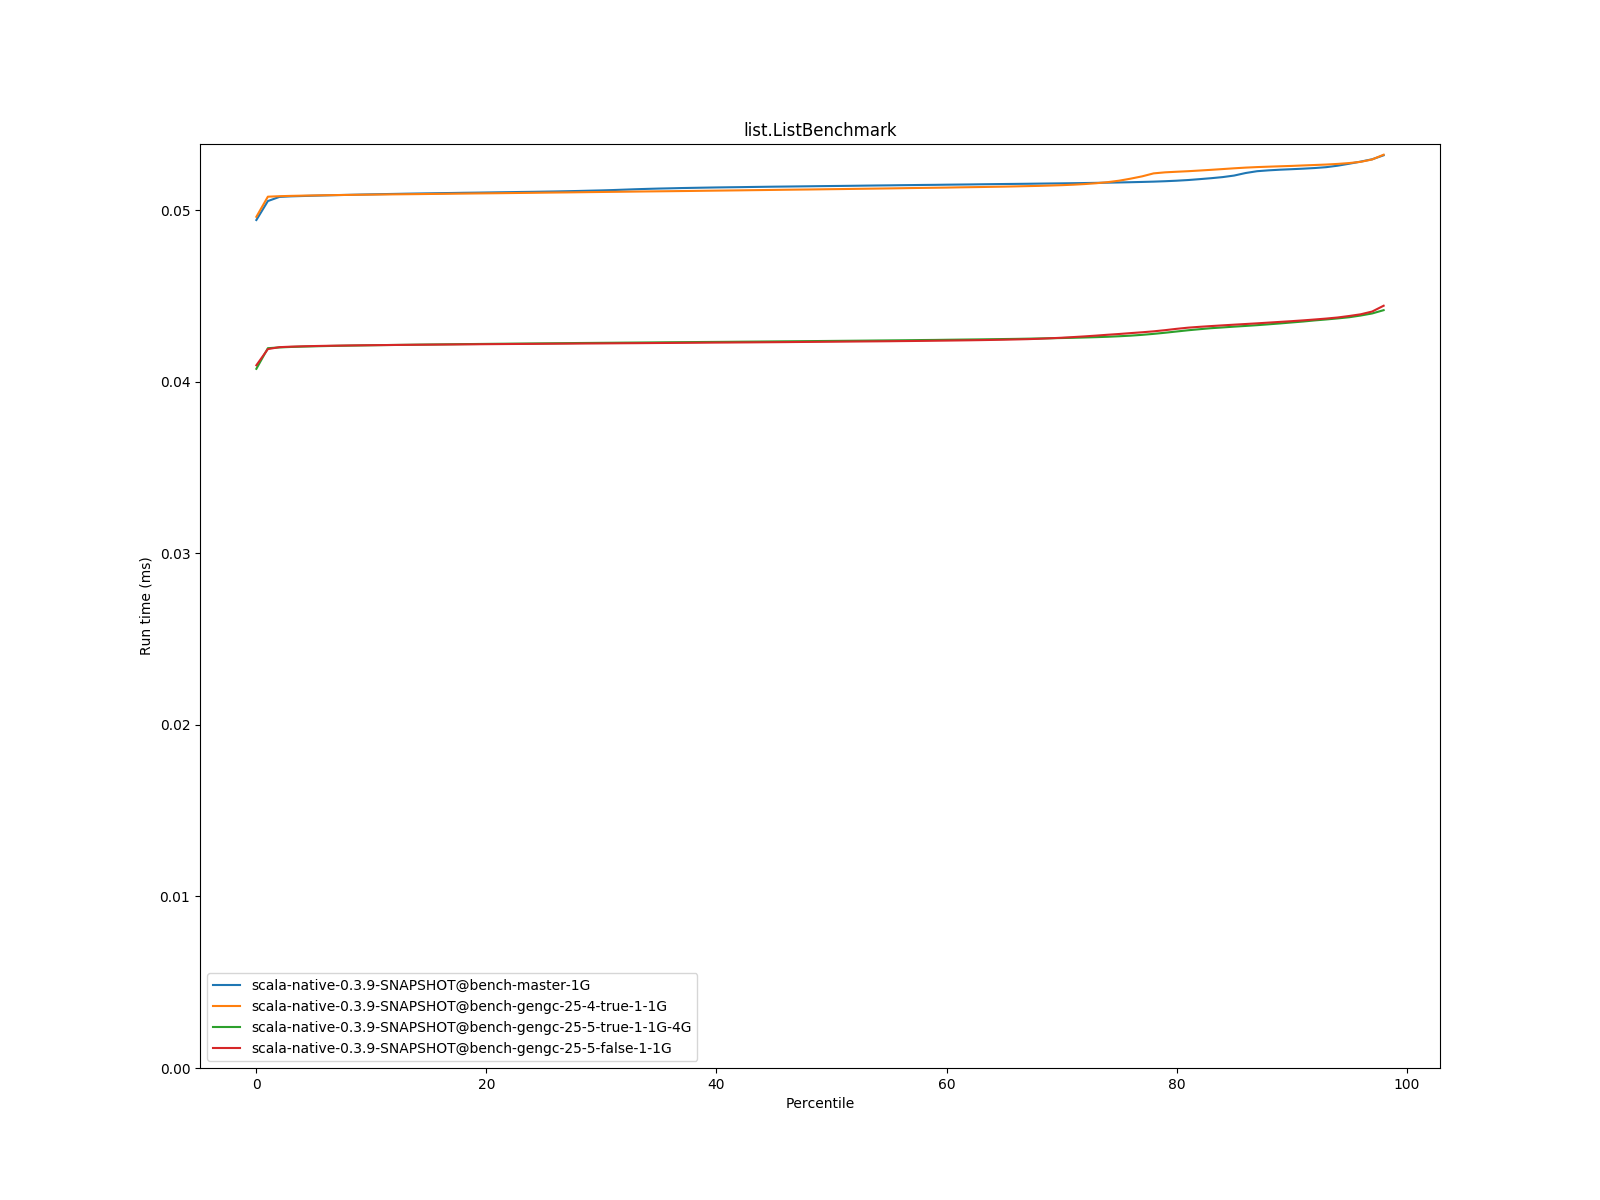 list.ListBenchmark
0.05
0.04
0.03
0.02
0.01
0.00
Run time (ms)
scala-native-0.3.9-SNAPSHOT@bench-master-1G
scala-native-0.3.9-SNAPSHOT@bench-gengc-25-4-true-1-1G
scala-native-0.3.9-SNAPSHOT@bench-gengc-25-5-true-1-1G-4G
scala-native-0.3.9-SNAPSHOT@bench-gengc-25-5-false-1-1G
0 20 40 60 80 100
Percentile